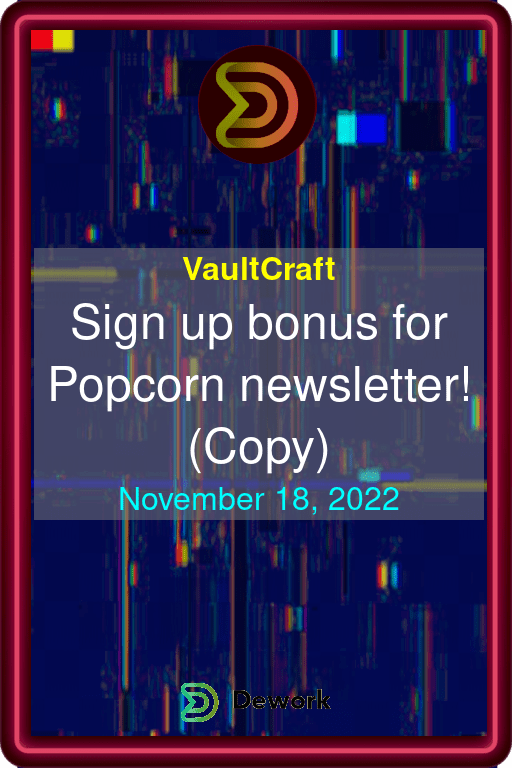 VaultCraft
Sign up bonus for
Popcorn newsletter!
(Copy)
November 18, 2022
Dework